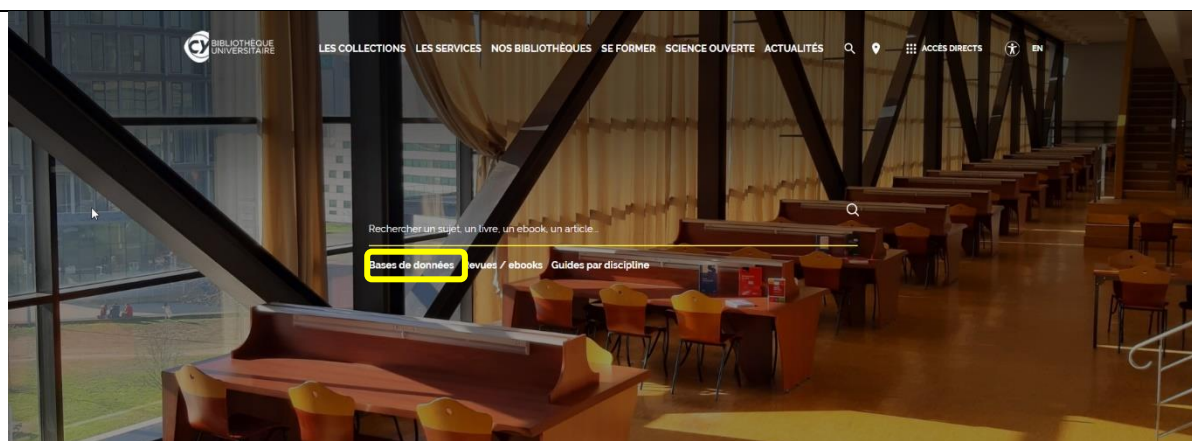 CY BIBLIOTHÈQUE
UNIVERSITAIRE
LES COLLECTIONS LES SERVICES NOS BIBLIOTHÈQUES SE FORMER SCIENCE OUVERTE ACTUALITÉS ACCÈS DIRECTS EN
Rechercher un sujet, un livre, un ebook, un article...
Bases de données Revues / ebooks Guides par discipline